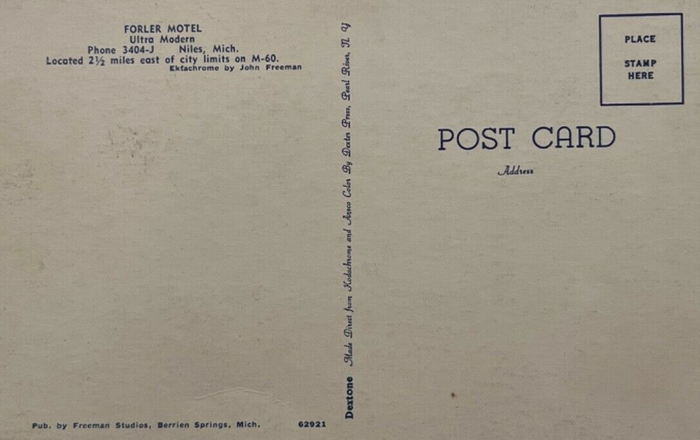 FORLER MOTEL
Ultra Modern
Phone 3404-J Niles, Mich.
Located 2½ miles east of city limits on M-60.
Ektachrome by John Freeman
Pub. by Freeman Studios, Berrien Springs, Mich. 62921
Dextone Made Direct from Kodachrome and Ansco Color By Dexter Press, Pearl River, N. Y.
PLACE
STAMP
HERE
POST CARD
Address